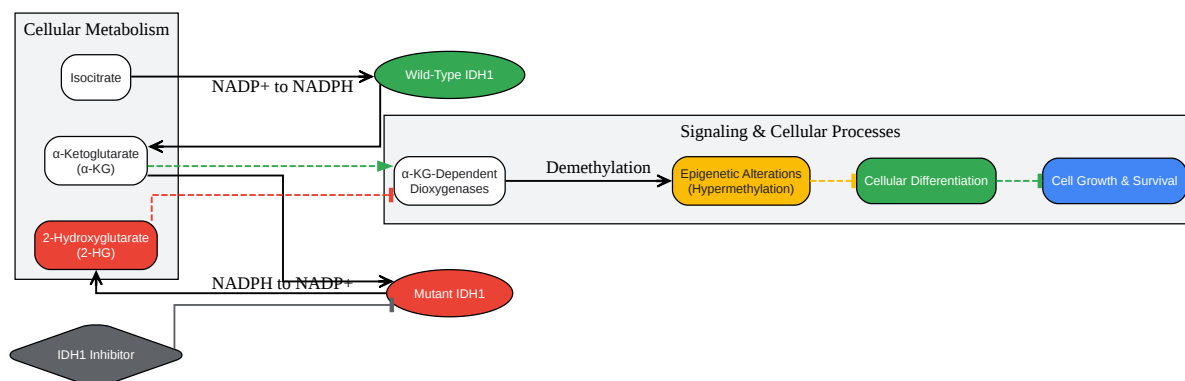 Cellular Metabolism
Isocitrate
NADP+ to NADPH
Wild-Type IDH1
Signaling & Cellular Processes
α-Ketoglutarate
(α-KG)
α-KG-Dependent
Dioxygenases
Demethylation
Epigenetic Alterations
(Hypermethylation)
Cellular Differentiation
Cell Growth & Survival
2-Hydroxyglutarate
(2-HG)
NADPH to NADP+
Mutant IDH1
IDH1 Inhibitor